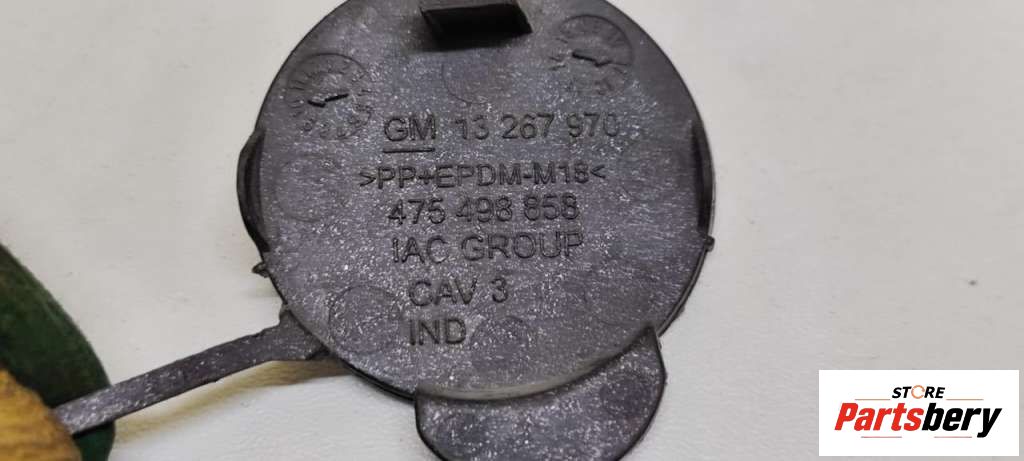 GM 13 267 970
>PP+EPDM-M18<
475 498 858
IAC GROUP
CAV 3
IND
STORE
Partsbery